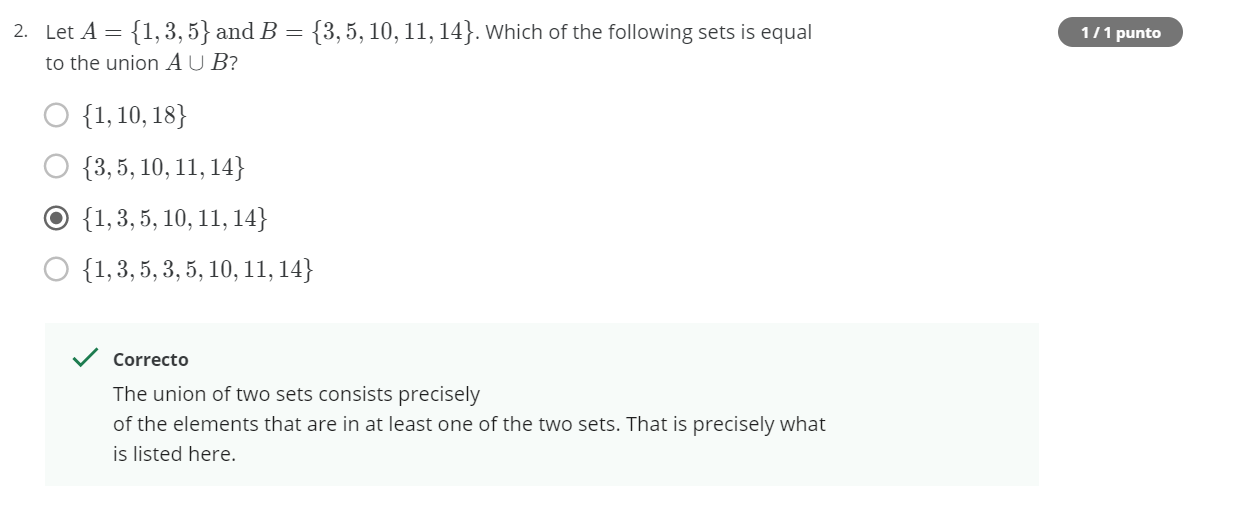 2. Let A = {1, 3, 5} and B = {3, 5, 10, 11, 14}. Which of the following sets is equal
1 / 1 punto
to the union A ∪ B?
{1, 10, 18}
{3, 5, 10, 11, 14}
{1, 3, 5, 10, 11, 14}
{1, 3, 5, 3, 5, 10, 11, 14}
Correcto
The union of two sets consists precisely
of the elements that are in at least one of the two sets. That is precisely what
is listed here.